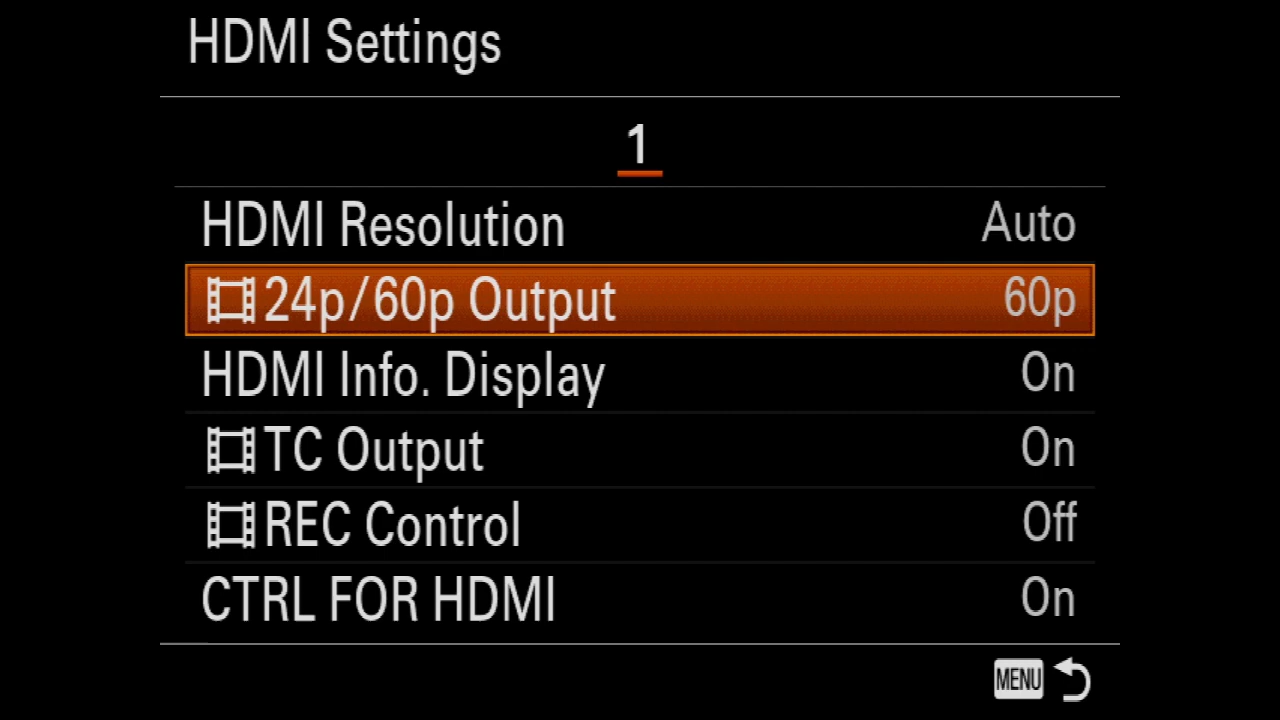 HDMI Settings
1
HDMI Resolution Auto
24p/60p Output 60p
HDMI Info. Display On
TC Output On
REC Control Off
CTRL FOR HDMI On
MENU